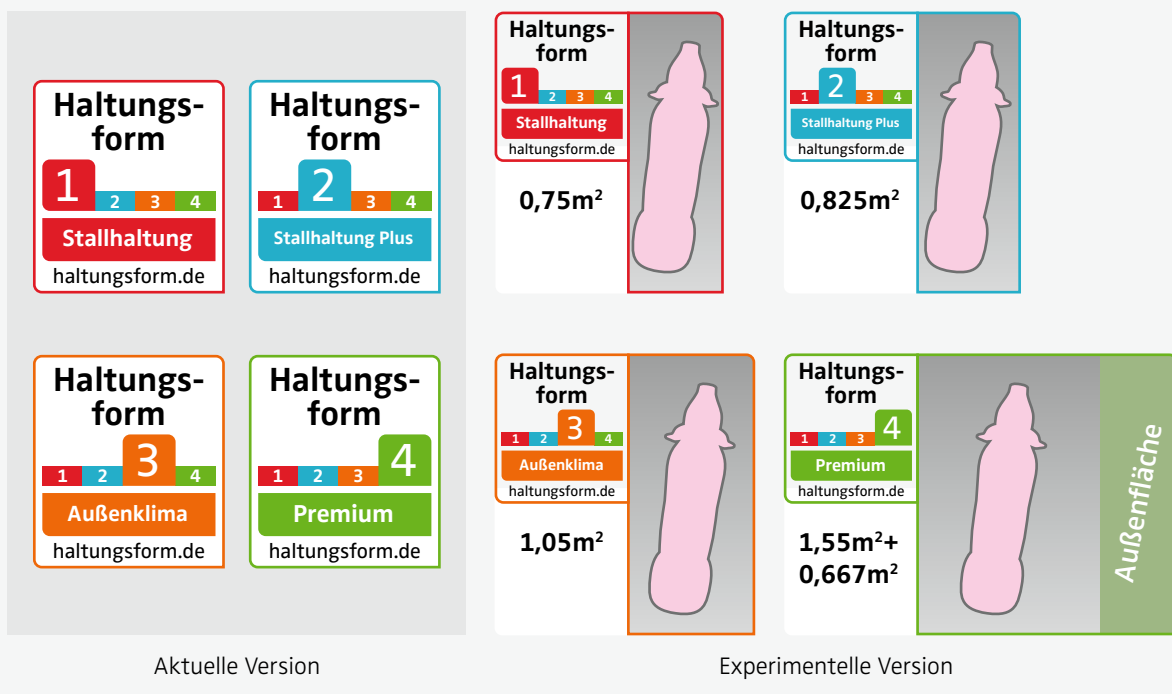 Haltungs-
form
1
2 3 4
Stallhaltung
haltungsform.de
Haltungs-
form
2
1 3 4
Stallhaltung Plus
haltungsform.de
Haltungs-
form
3
1 2 4
Außenklima
haltungsform.de
Haltungs-
form
4
1 2 3
Premium
haltungsform.de
Aktuelle Version
Haltungs-
form
1
2 3 4
Stallhaltung
haltungsform.de
0,75m²
Haltungs-
form
2
1 3 4
Stallhaltung Plus
haltungsform.de
0,825m²
Haltungs-
form
3
1 2 4
Außenklima
haltungsform.de
1,05m²
Haltungs-
form
4
1 2 3
Premium
haltungsform.de
1,55m²+
0,667m²
Außenfläche
Experimentelle Version